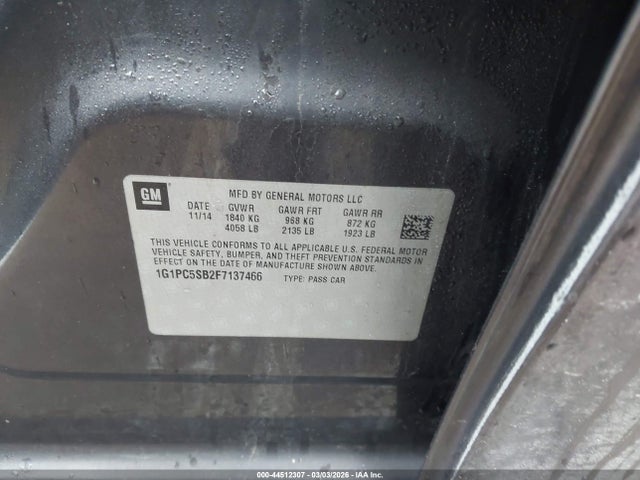 GM
MFD BY GENERAL MOTORS LLC
DATE GVWR GAWR FRT GAWR RR
11/14 1840 KG 968 KG 872 KG
4058 LB 2135 LB 1923 LB
THIS VEHICLE CONFORMS TO ALL APPLICABLE U.S. FEDERAL MOTOR
VEHICLE SAFETY, BUMPER, AND THEFT PREVENTION STANDARDS
IN EFFECT ON THE DATE OF MANUFACTURE SHOWN ABOVE.
1G1PC5SB2F7137466 TYPE: PASS CAR
000-44512307 - 03/03/2026 - IAA Inc.